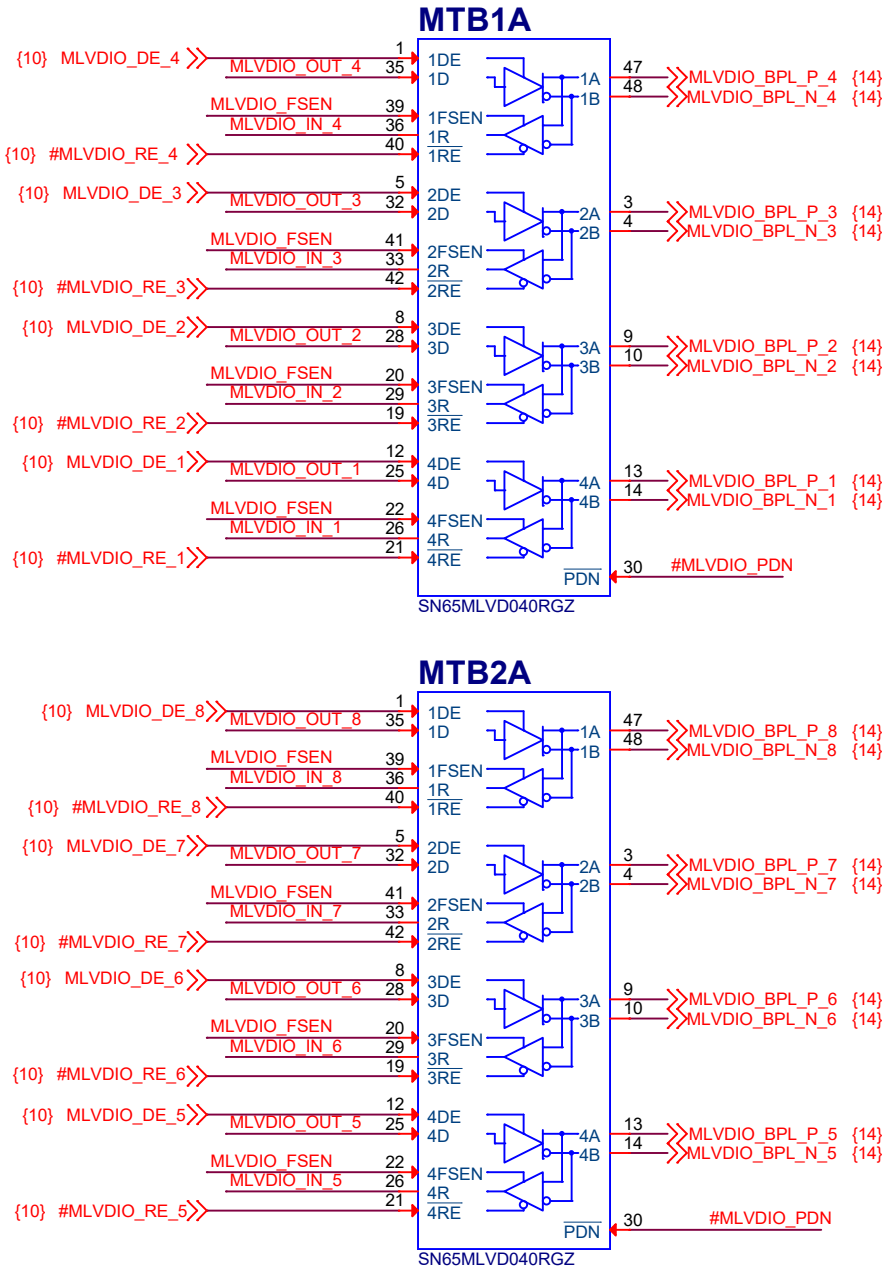 MTB1A
{10} MLVDIO_DE_4 1 1DE
MLVDIO_OUT_4 35 1D 1A 47 MLVDIO_BPL_P_4 {14}
1B 48 MLVDIO_BPL_N_4 {14}
MLVDIO_FSEN 39 1FSEN
MLVDIO_IN_4 36 1R
{10} #MLVDIO_RE_4 40 1RE
{10} MLVDIO_DE_3 5 2DE
MLVDIO_OUT_3 32 2D 2A 3 MLVDIO_BPL_P_3 {14}
2B 4 MLVDIO_BPL_N_3 {14}
MLVDIO_FSEN 41 2FSEN
MLVDIO_IN_3 33 2R
{10} #MLVDIO_RE_3 42 2RE
{10} MLVDIO_DE_2 8 3DE
MLVDIO_OUT_2 28 3D 3A 9 MLVDIO_BPL_P_2 {14}
3B 10 MLVDIO_BPL_N_2 {14}
MLVDIO_FSEN 20 3FSEN
MLVDIO_IN_2 29 3R
{10} #MLVDIO_RE_2 19 3RE
{10} MLVDIO_DE_1 12 4DE
MLVDIO_OUT_1 25 4D 4A 13 MLVDIO_BPL_P_1 {14}
4B 14 MLVDIO_BPL_N_1 {14}
MLVDIO_FSEN 22 4FSEN
MLVDIO_IN_1 26 4R
{10} #MLVDIO_RE_1 21 4RE
PDN 30 #MLVDIO_PDN
SN65MLVD040RGZ
MTB2A
{10} MLVDIO_DE_8 1 1DE
MLVDIO_OUT_8 35 1D 1A 47 MLVDIO_BPL_P_8 {14}
1B 48 MLVDIO_BPL_N_8 {14}
MLVDIO_FSEN 39 1FSEN
MLVDIO_IN_8 36 1R
{10} #MLVDIO_RE_8 40 1RE
{10} MLVDIO_DE_7 5 2DE
MLVDIO_OUT_7 32 2D 2A 3 MLVDIO_BPL_P_7 {14}
2B 4 MLVDIO_BPL_N_7 {14}
MLVDIO_FSEN 41 2FSEN
MLVDIO_IN_7 33 2R
{10} #MLVDIO_RE_7 42 2RE
{10} MLVDIO_DE_6 8 3DE
MLVDIO_OUT_6 28 3D 3A 9 MLVDIO_BPL_P_6 {14}
3B 10 MLVDIO_BPL_N_6 {14}
MLVDIO_FSEN 20 3FSEN
MLVDIO_IN_6 29 3R
{10} #MLVDIO_RE_6 19 3RE
{10} MLVDIO_DE_5 12 4DE
MLVDIO_OUT_5 25 4D 4A 13 MLVDIO_BPL_P_5 {14}
4B 14 MLVDIO_BPL_N_5 {14}
MLVDIO_FSEN 22 4FSEN
MLVDIO_IN_5 26 4R
{10} #MLVDIO_RE_5 21 4RE
PDN 30 #MLVDIO_PDN
SN65MLVD040RGZ